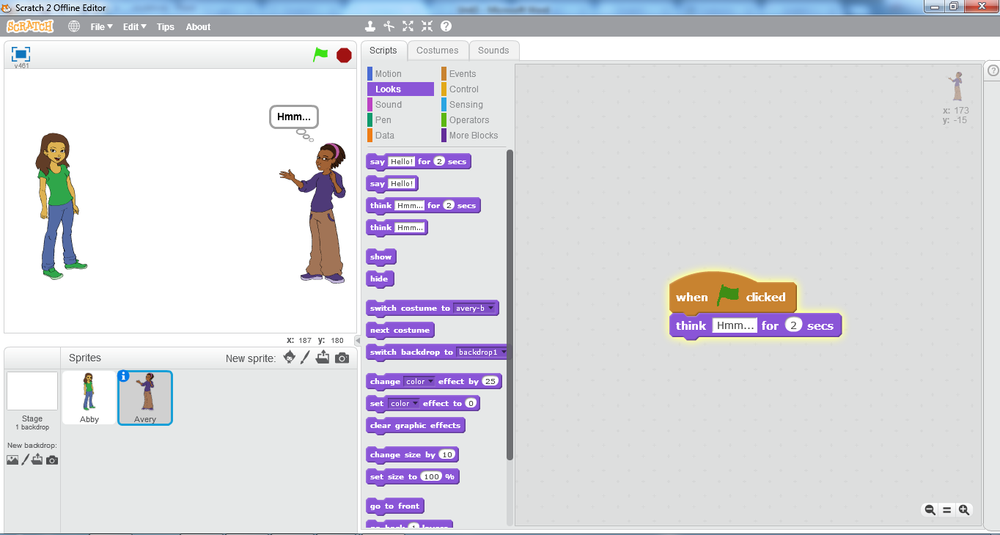 Scratch 2 Offline Editor
SCRATCH File Edit Tips About
v461
Hmm...
x: 187 y: 180
Sprites New sprite:
Stage
1 backdrop
New backdrop:
Abby
Avery
Scripts Costumes Sounds
Motion Events
Looks Control
Sound Sensing
Pen Operators
Data More Blocks
say Hello! for 2 secs
say Hello!
think Hmm... for 2 secs
think Hmm...
show
hide
switch costume to avery-b
next costume
switch backdrop to backdrop1
change color effect by 25
set color effect to 0
clear graphic effects
change size by 10
set size to 100 %
go to front
x: 173
y: -15
when clicked
think Hmm... for 2 secs